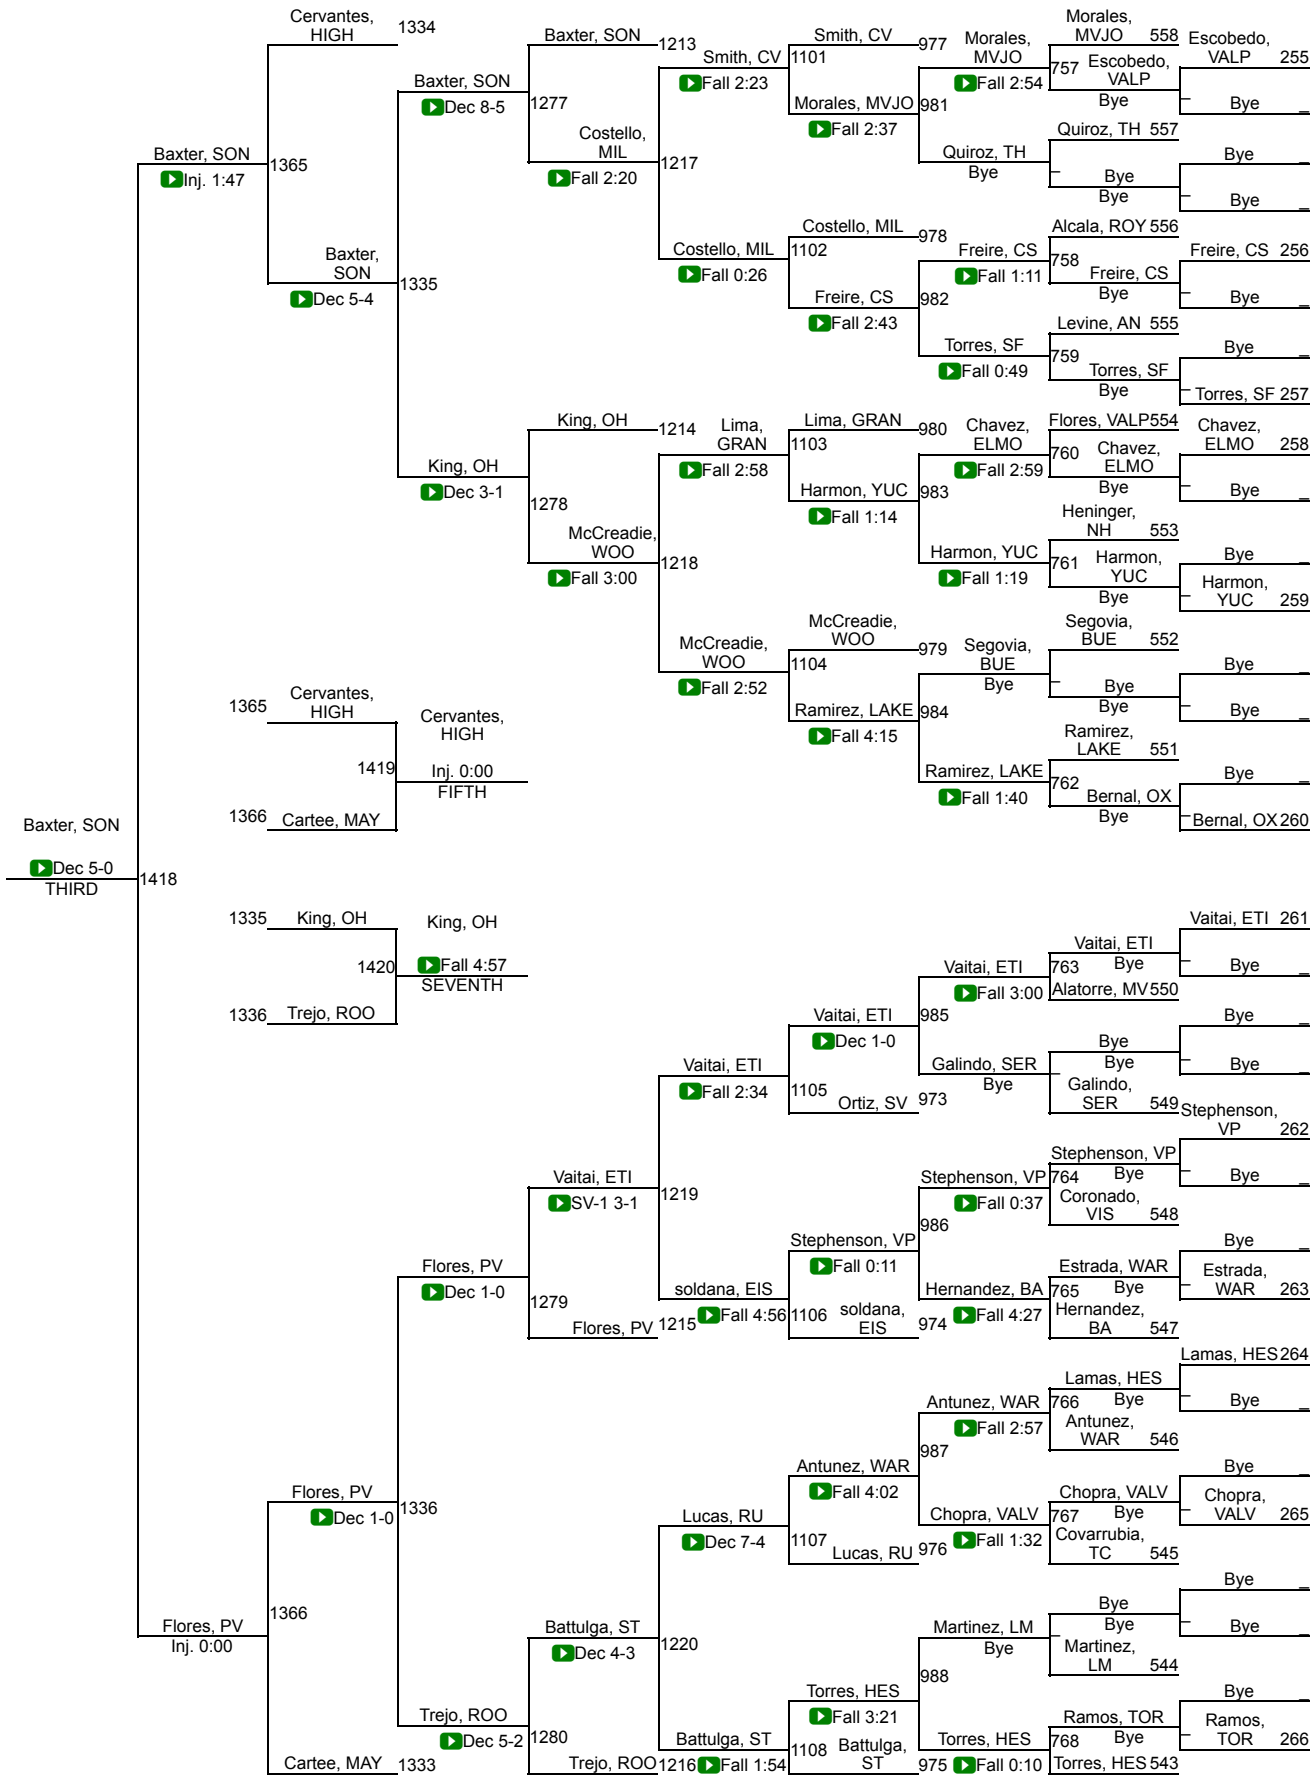 Cervantes,
HIGH 1334
Baxter, SON
Inj. 1:47
1365
Baxter,
SON
Dec 5-4
1335
Baxter, SON
Dec 8-5
1277
Baxter, SON 1213
Costello,
MIL
Fall 2:20
1217
Smith, CV
Fall 2:23
1101
Smith, CV 977
Morales, MVJO
Fall 2:37
981
Morales,
MVJO
Fall 2:54
757
Morales,
MVJO 558
Escobedo,
VALP
Bye
Escobedo,
VALP 255
Bye _
Quiroz, TH
Bye
Quiroz, TH 557
Bye
Bye
Bye _
Bye _
Costello, MIL
Fall 0:26
1102
Costello, MIL 978
Freire, CS
Fall 2:43
982
Freire, CS
Fall 1:11
758
Alcala, ROY 556
Freire, CS
Bye
Freire, CS 256
Bye _
Torres, SF
Fall 0:49
759
Levine, AN 555
Torres, SF
Bye
Bye _
Torres, SF 257
King, OH
Dec 3-1
1278
King, OH 1214
McCreadie,
WOO
Fall 3:00
1218
Lima,
GRAN
Fall 2:58
1103
Lima, GRAN 980
Harmon, YUC
Fall 1:14
983
Chavez,
ELMO
Fall 2:59
760
Flores, VALP 554
Chavez,
ELMO
Bye
Chavez,
ELMO 258
Bye _
Harmon, YUC
Fall 1:19
761
Heninger,
NH 553
Harmon,
YUC
Bye
Bye _
Harmon,
YUC 259
McCreadie,
WOO
Fall 2:52
1104
McCreadie,
WOO 979
Ramirez, LAKE
Fall 4:15
984
Segovia,
BUE
Bye
Segovia,
BUE 552
Bye
Bye
Bye _
Bye _
Ramirez, LAKE
Fall 1:40
762
Ramirez,
LAKE 551
Bernal, OX
Bye
Bye _
Bernal, OX 260
1365 Cervantes,
HIGH
1419
1366 Cartee, MAY
Cervantes,
HIGH
Inj. 0:00
FIFTH
Baxter, SON
Dec 5-0
THIRD
1418
1335 King, OH
1420
1336 Trejo, ROO
King, OH
Fall 4:57
SEVENTH
Flores, PV
Inj. 0:00
1366
Flores, PV
Dec 1-0
1336
Cartee, MAY 1333
Flores, PV
Dec 1-0
1279
Vaitai, ETI
SV-1 3-1
1219
Flores, PV 1215
Vaitai, ETI
Fall 2:34
1105
Vaitai, ETI
Dec 1-0
985
Ortiz, SV 973
Vaitai, ETI
Fall 3:00
763
Vaitai, ETI
Bye
Alatorre, MV 550
Vaitai, ETI 261
Bye _
Galindo, SER
Bye
Bye
Bye
Galindo,
SER 549
Bye _
Bye _
soldana, EIS
Fall 4:56
1106
Stephenson, VP
Fall 0:11
986
soldana,
EIS 974
Stephenson, VP
Fall 0:37
764
Stephenson, VP
Bye
Coronado,
VIS 548
Stephenson,
VP 262
Bye _
Hernandez, BA
Fall 4:27
765
Estrada, WAR
Bye
Hernandez,
BA 547
Bye _
Estrada,
WAR 263
Trejo, ROO
Dec 5-2
1280
Battulga, ST
Dec 4-3
1220
Trejo, ROO 1216
Lucas, RU
Dec 7-4
1107
Antunez, WAR
Fall 4:02
987
Lucas, RU 976
Antunez, WAR
Fall 2:57
766
Lamas, HES
Bye
Antunez,
WAR 546
Lamas, HES 264
Bye _
Chopra, VALV
Fall 1:32
767
Chopra, VALV
Bye
Covarrubia,
TC 545
Bye _
Chopra,
VALV 265
Battulga, ST
Fall 1:54
1108
Torres, HES
Fall 3:21
988
Battulga,
ST 975
Martinez, LM
Bye
Bye
Bye
Martinez,
LM 544
Bye _
Bye _
Torres, HES
Fall 0:10
768
Ramos, TOR
Bye
Torres, HES 543
Bye _
Ramos,
TOR 266